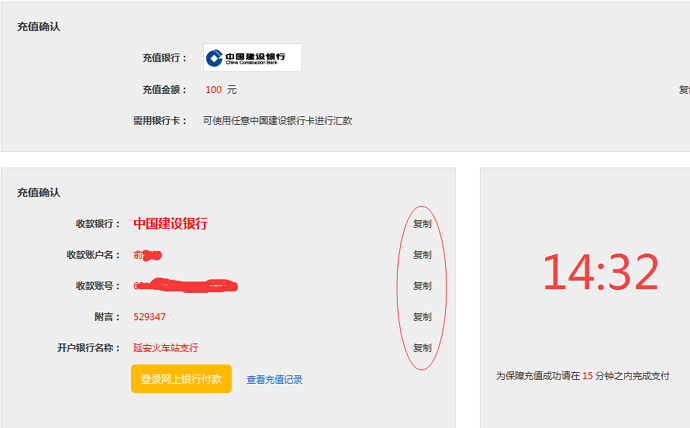 充值确认
充值银行：
中国建设银行
China Construction Bank
充值金额： 100 元
需用银行卡： 可使用任意中国建设银行卡进行汇款
充值确认
收款银行： 中国建设银行 复制
收款账户名： 俞 复制
收款账号： 复制
附言： 529347 复制
开户银行名称： 延安火车站支行 复制
登录网上银行付款 查看充值记录
14:32
为保障充值成功请在 15 分钟之内完成支付